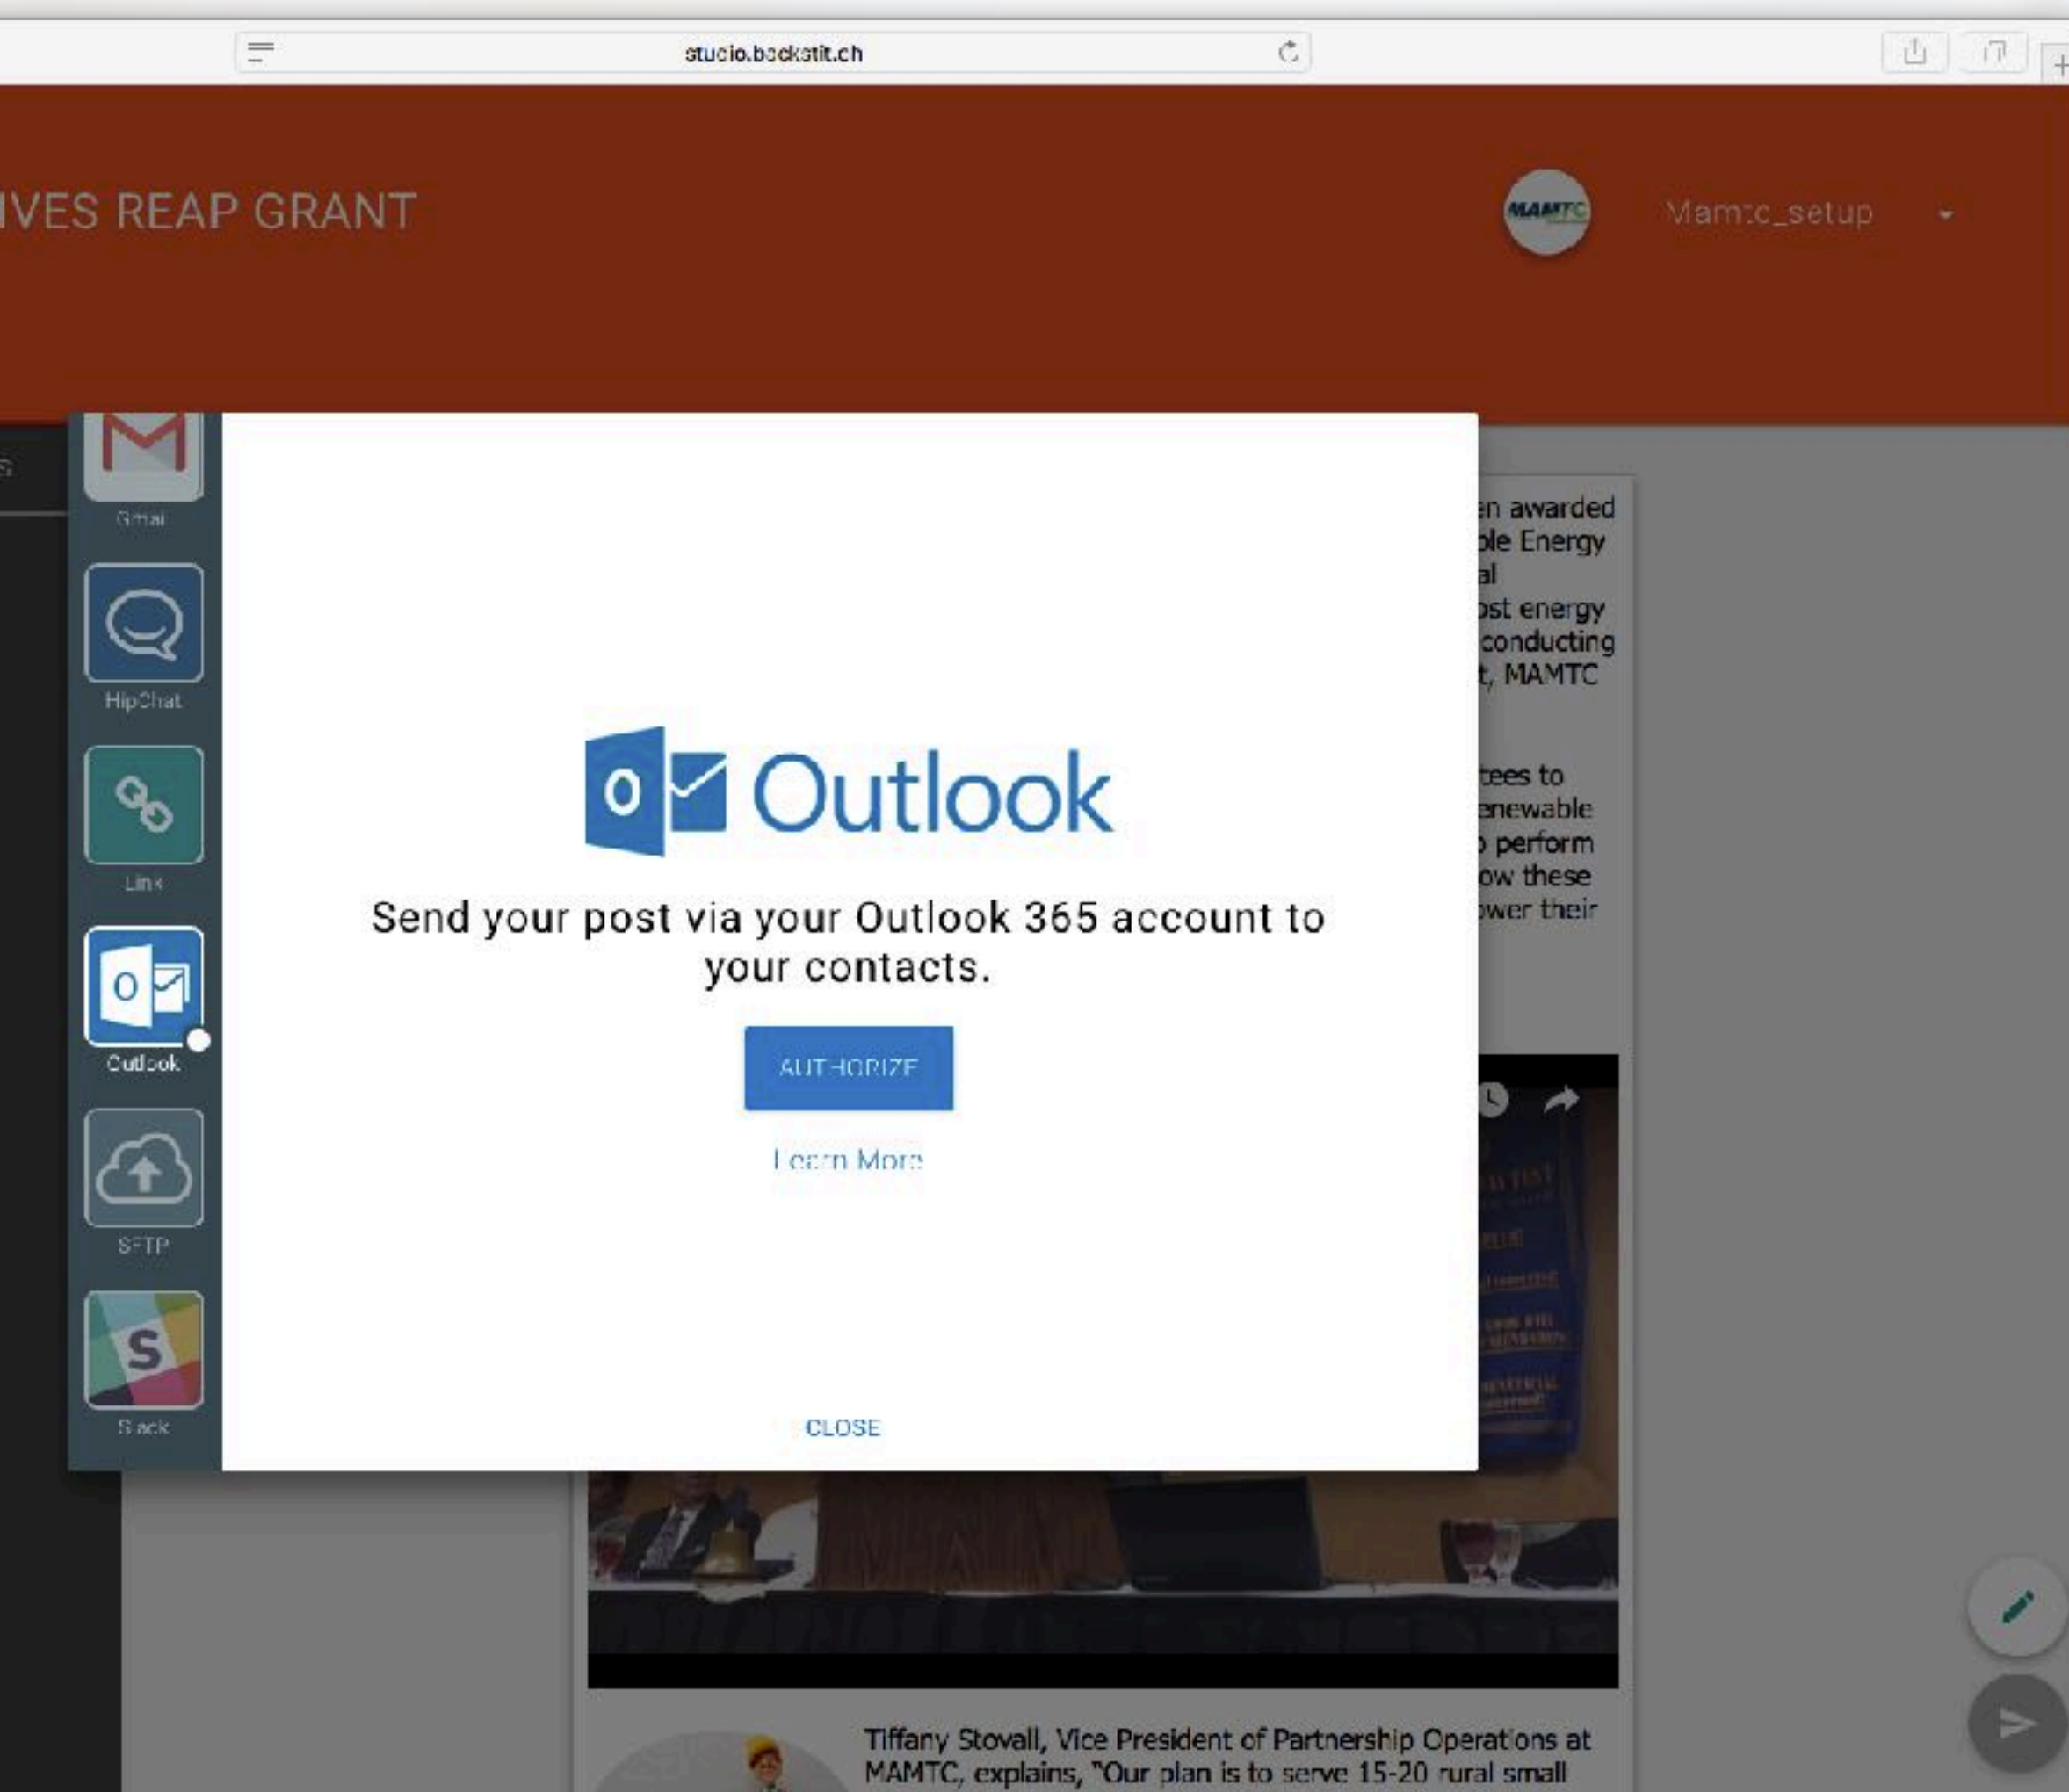 studio.backstit.ch
IVES REAP GRANT
MAMTC
Mamtc_setup
Gmail
HipChat
Link
Outlook
SFTP
S
Slack
Outlook
Send your post via your Outlook 365 account to
your contacts.
AUTHORIZE
Learn More
CLOSE
en awarded
ble Energy
al
ost energy
conducting
t, MAMTC
tees to
enewable
o perform
ow these
ower their
Tiffany Stovall, Vice President of Partnership Operations at
MAMTC, explains, "Our plan is to serve 15-20 rural small